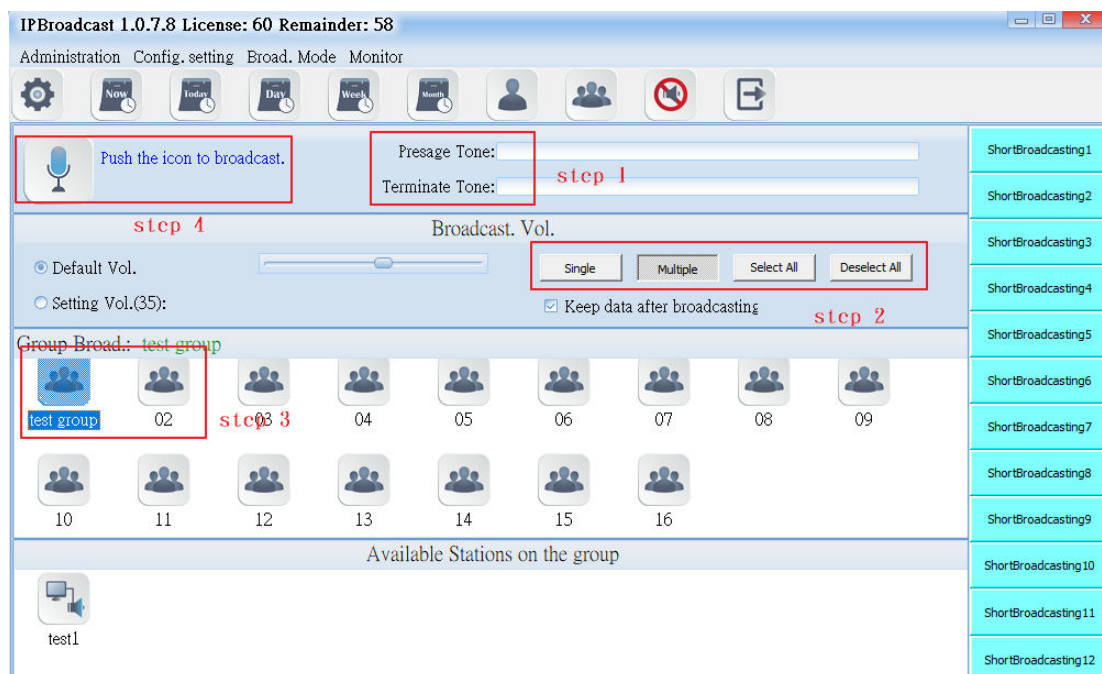 IPBroadcast 1.0.7.8 License: 60 Remainder: 58
Administration Config. setting Broad. Mode Monitor
Now Today Day Week Month
Push the icon to broadcast.
Presage Tone:
step 1
Terminate Tone:
step 4
Broadcast. Vol.
Default Vol.
Single Multiple Select All Deselect All
Setting Vol.(35):
Keep data after broadcasting
step 2
Group Broad.: test group
test group 02 03 04 05 06 07 08 09
step 3
10 11 12 13 14 15 16
Available Stations on the group
test1
ShortBroadcasting1
ShortBroadcasting2
ShortBroadcasting3
ShortBroadcasting4
ShortBroadcasting5
ShortBroadcasting6
ShortBroadcasting7
ShortBroadcasting8
ShortBroadcasting9
ShortBroadcasting10
ShortBroadcasting11
ShortBroadcasting12